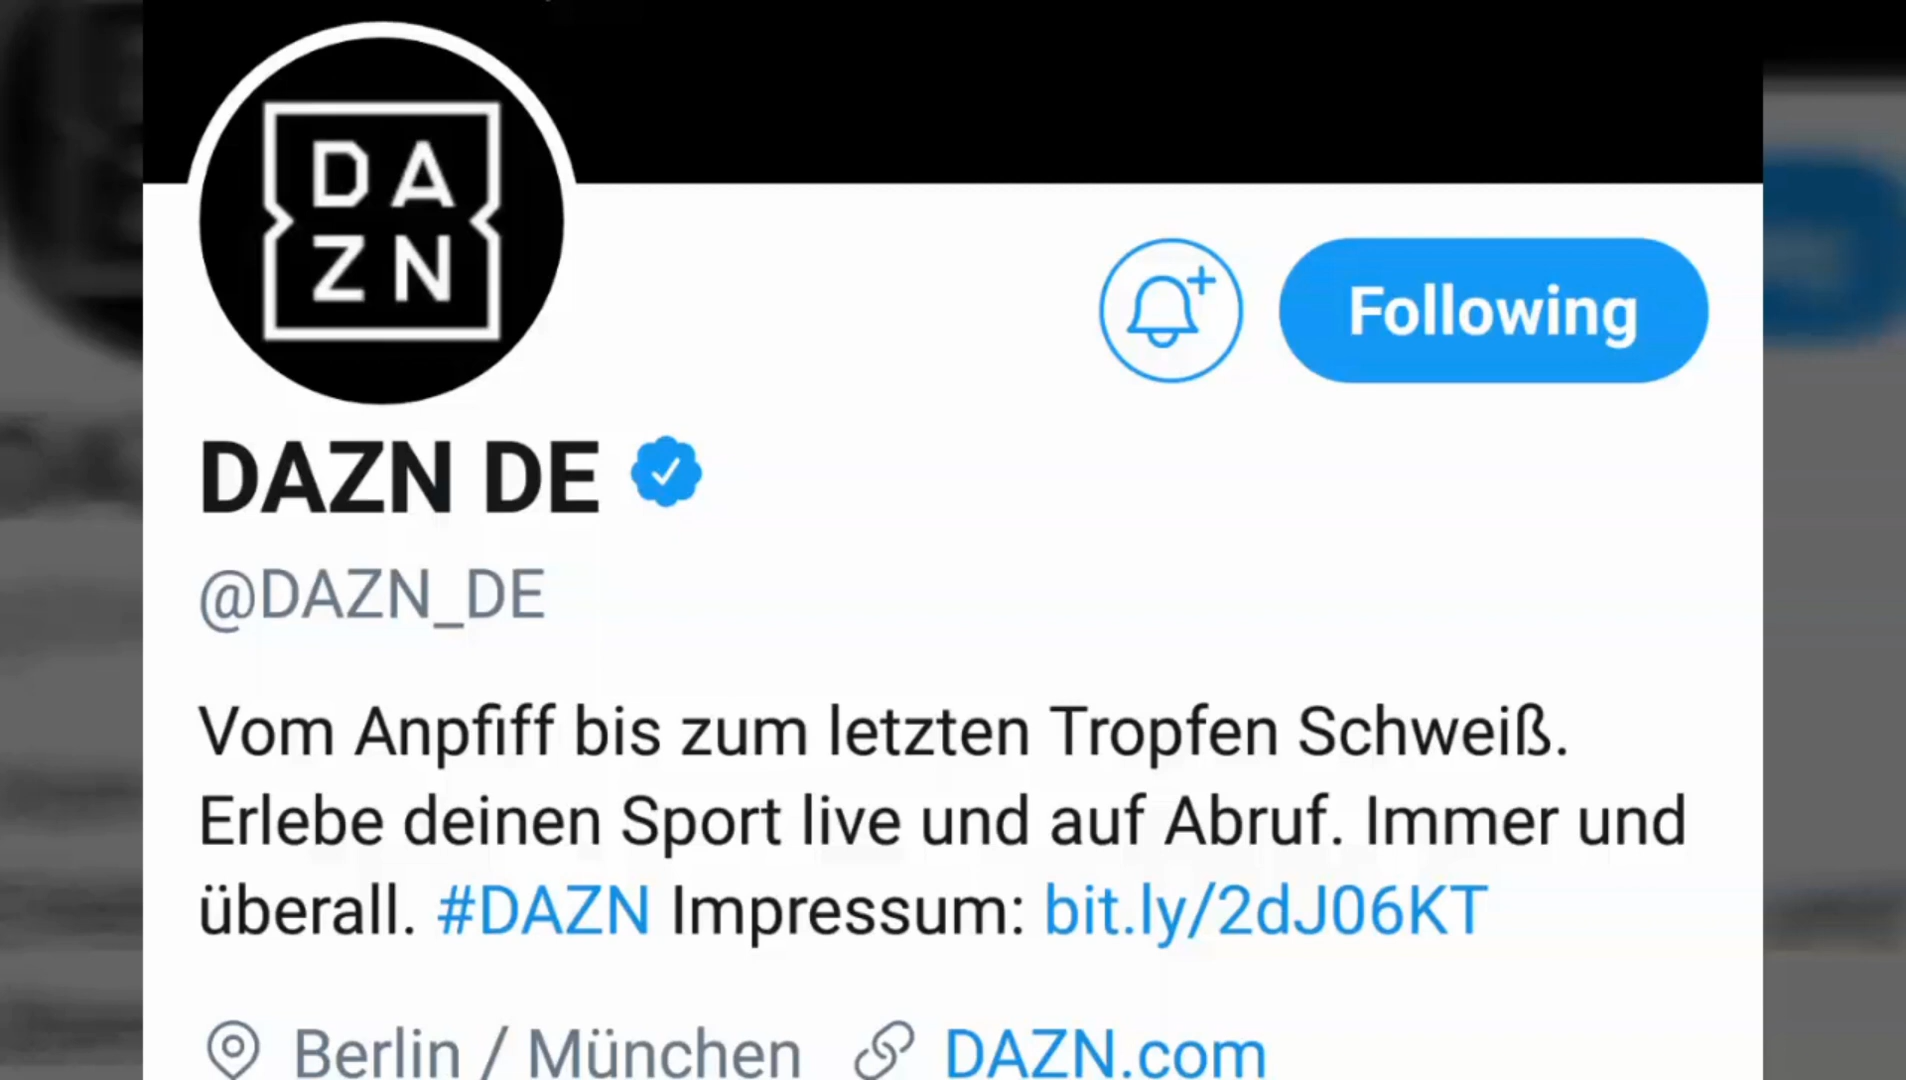 DA
ZN
Following
DAZN DE
@DAZN_DE
Vom Anpfiff bis zum letzten Tropfen Schweiß.
Erlebe deinen Sport live und auf Abruf. Immer und
überall. #DAZN Impressum: bit.ly/2dJ06KT
Berlin / München DAZN.com